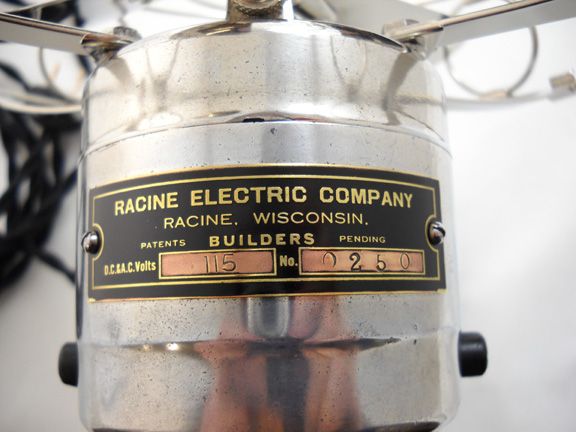 RACINE ELECTRIC COMPANY
RACINE, WISCONSIN.
PATENTS BUILDERS PENDING
D.C.&A.C.Volts 115 No. 0250